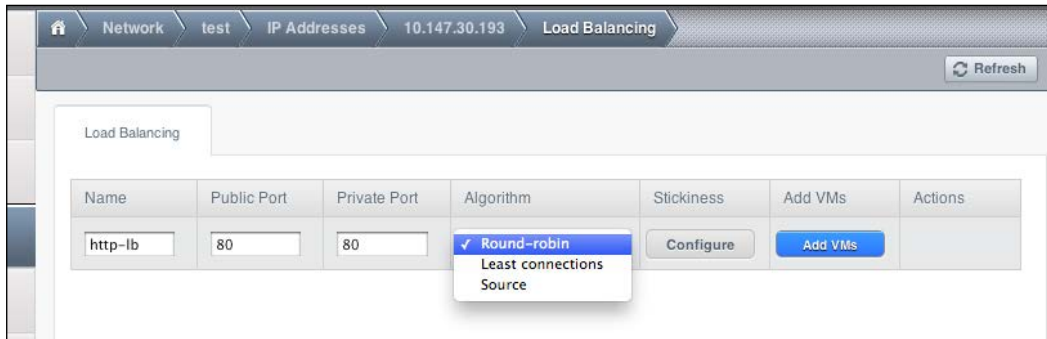 Network test IP Addresses 10.147.30.193 Load Balancing
Refresh
Load Balancing
Name Public Port Private Port Algorithm Stickiness Add VMs Actions
http-lb 80 80 ✓ Round-robin Configure Add VMs
Least connections
Source